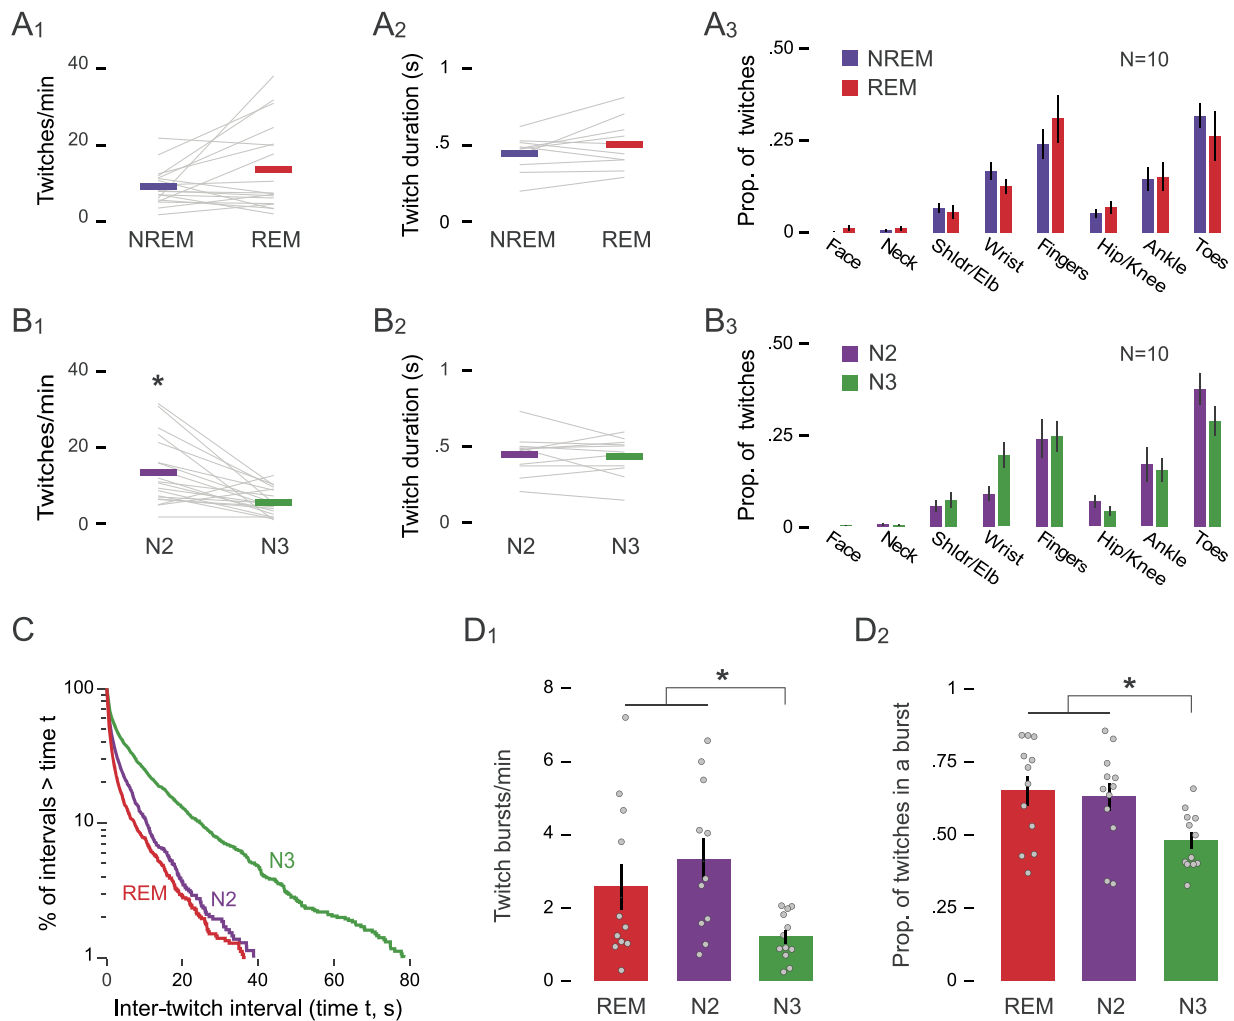 A1
Twitches/min
40
20
0
NREM
REM
A2
Twitch duration (s)
1
.5
0
NREM
REM
A3
Prop. of twitches
.50
.25
0
NREM
REM
N=10
Face
Neck
Shldr/Elb
Wrist
Fingers
Hip/Knee
Ankle
Toes
B1
Twitches/min
40
20
0
*
N2
N3
B2
Twitch duration (s)
1
.5
0
N2
N3
B3
Prop. of twitches
.50
.25
0
N2
N3
N=10
Face
Neck
Shldr/Elb
Wrist
Fingers
Hip/Knee
Ankle
Toes
C
% of intervals > time t
100
10
1
REM
N2
N3
0
20
40
60
80
Inter-twitch interval (time t, s)
D1
Twitch bursts/min
8
6
4
2
0
*
REM
N2
N3
D2
Prop. of twitches in a burst
1
.75
.50
.25
0
*
REM
N2
N3